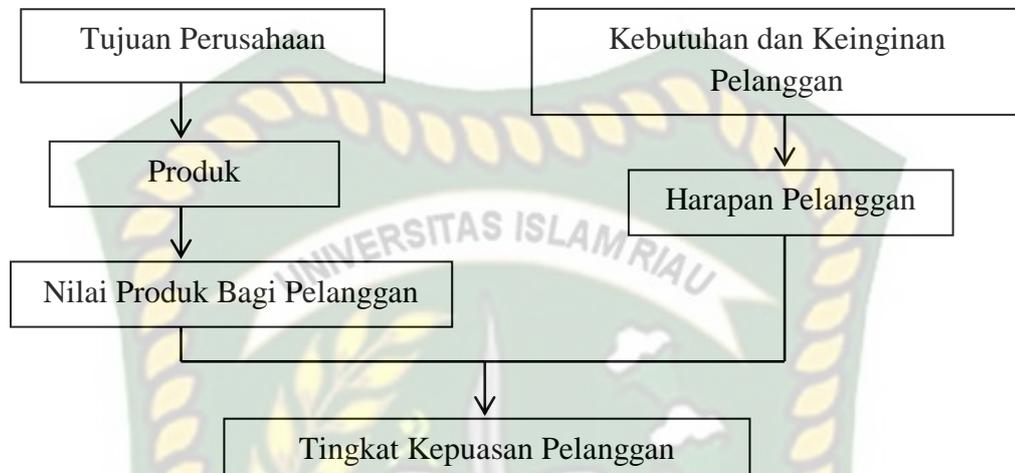 Tujuan Perusahaan
Kebutuhan dan Keinginan
Pelanggan
Produk
Harapan Pelanggan
UNIVERSITAS ISLAM RIAU
Nilai Produk Bagi Pelanggan
Tingkat Kepuasan Pelanggan